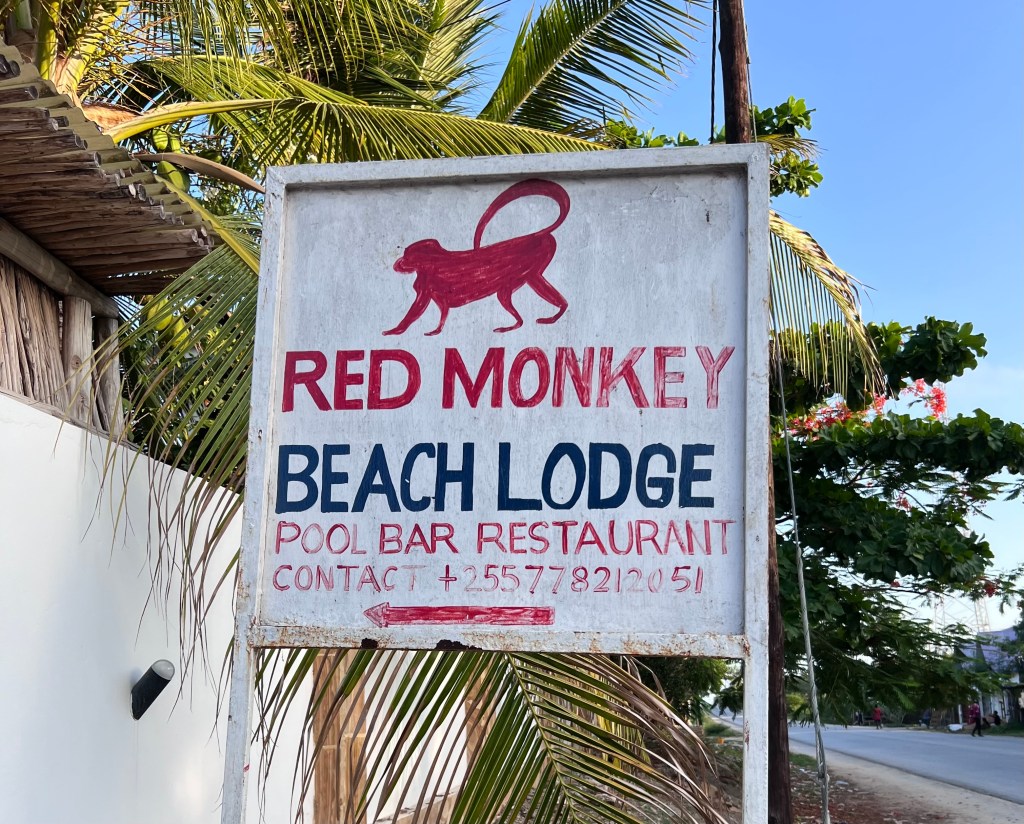 RED MONKEY
BEACH LODGE
POOL BAR RESTAURANT
CONTACT +255778212051